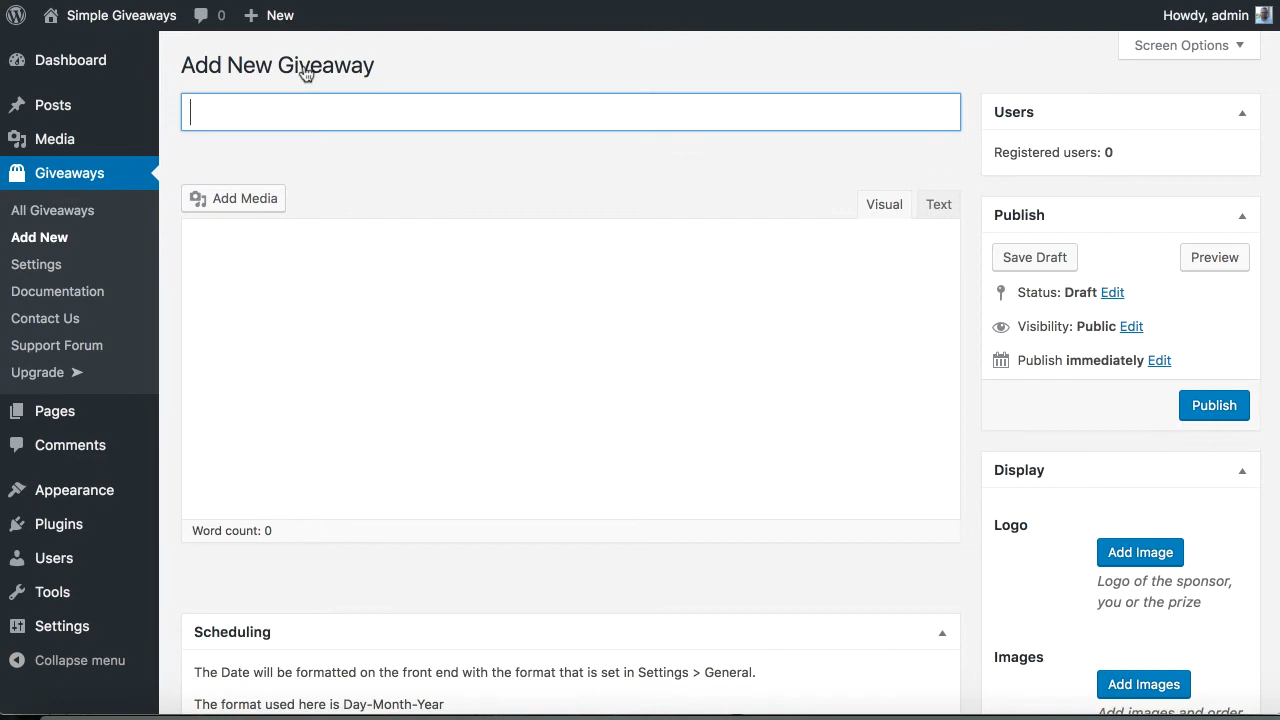 Simple Giveaways 0 New Howdy, admin
Dashboard
Posts
Media
Giveaways
All Giveaways
Add New
Settings
Documentation
Contact Us
Support Forum
Upgrade ➤
Pages
Comments
Appearance
Plugins
Users
Tools
Settings
Collapse menu
Screen Options
Add New Giveaway
Add Media
Visual Text
Word count: 0
Scheduling
The Date will be formatted on the front end with the format that is set in Settings > General.
The format used here is Day-Month-Year
Users
Registered users: 0
Publish
Save Draft Preview
Status: Draft Edit
Visibility: Public Edit
Publish immediately Edit
Publish
Display
Logo
Add Image
Logo of the sponsor,
you or the prize
Images
Add Images
Add images and order